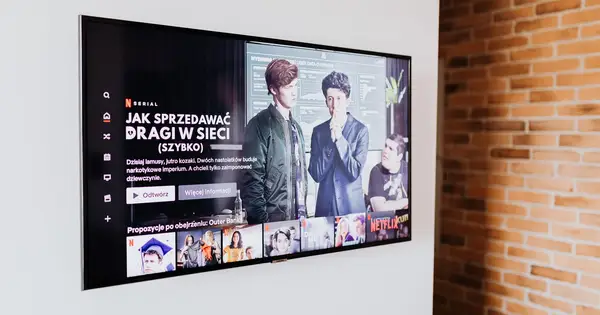 N SERIAL
JAK SPRZEDAWAĆ
DRAGI W SIECI
(SZYBKO)
Dzisiaj lamusy, jutro kozaki. Dwóch nastolatków buduje
narkotykowe imperium. A chcieli tylko zaimponować
dziewczynie.
Odtwórz
Więcej informacji
Propozycje po obejrzeniu: Outer Banks
NETFLIX